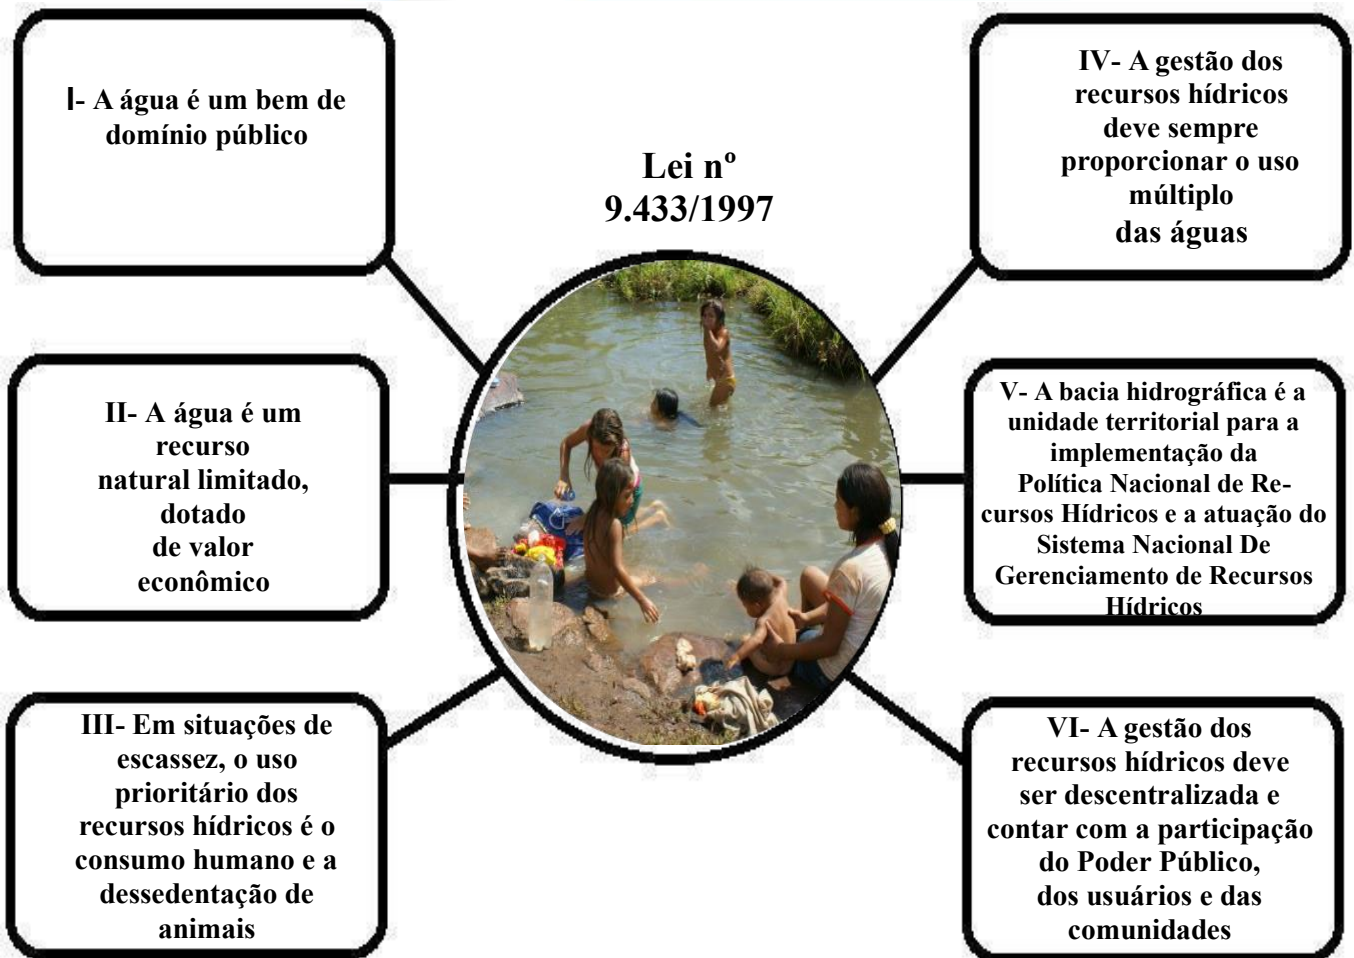 I- A água é um bem de
domínio público
II- A água é um
recurso
natural limitado,
dotado
de valor
econômico
III- Em situações de
escassez, o uso
prioritário dos
recursos hídricos é o
consumo humano e a
dessedentação de
animais
Lei nº
9.433/1997
IV- A gestão dos
recursos hídricos
deve sempre
proporcionar o uso
múltiplo
das águas
V- A bacia hidrográfica é a
unidade territorial para a
implementação da
Política Nacional de Re-
cursos Hídricos e a atuação do
Sistema Nacional De
Gerenciamento de Recursos
Hídricos
VI- A gestão dos
recursos hídricos deve
ser descentralizada e
contar com a participação
do Poder Público,
dos usuários e das
comunidades